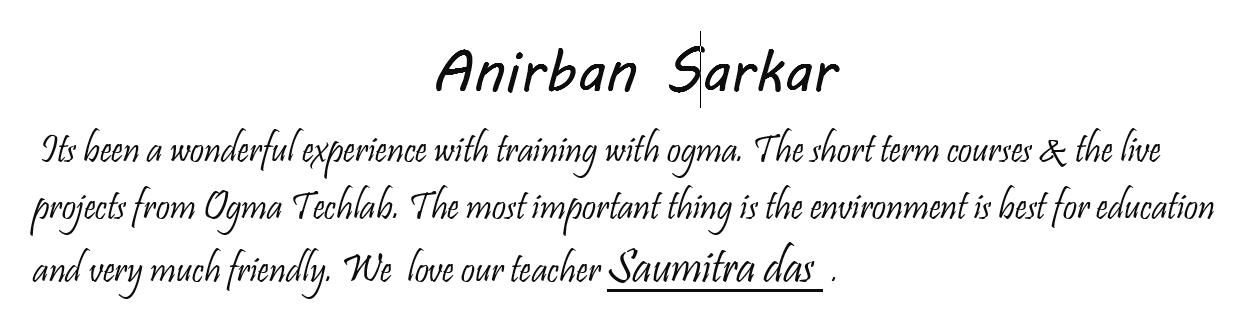 Anirban Sarkar
Its been a wonderful experience with training with ogma. The short term courses & the live
projects from Ogma Techlab. The most important thing is the environment is best for education
and very much friendly. We love our teacher Saumitra das .